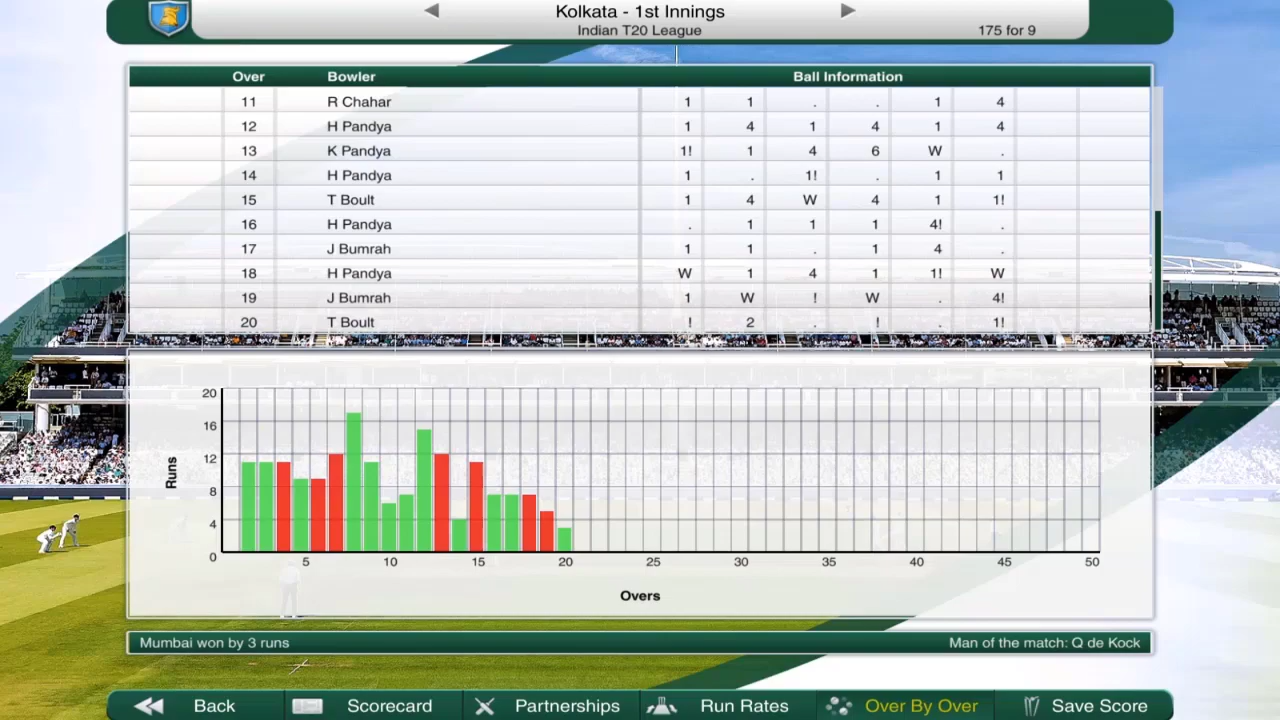 Kolkata - 1st Innings
Indian T20 League
175 for 9
Over Bowler Ball Information
11 R Chahar 1 1 . . 1 4
12 H Pandya 1 4 1 4 1 4
13 K Pandya 1! 1 4 6 W .
14 H Pandya 1 . 1! . 1 1
15 T Boult 1 4 W 4 1 1!
16 H Pandya . 1 1 1 4! .
17 J Bumrah 1 1 . 1 4 .
18 H Pandya W 1 4 1 1! W
19 J Bumrah 1 W ! W . 4!
20 T Boult ! 2 . ! . 1!
20
16
12
8
4
0
Runs
5 10 15 20 25 30 35 40 45 50
Overs
Mumbai won by 3 runs Man of the match: Q de Kock
Back Scorecard Partnerships Run Rates Over By Over Save Score